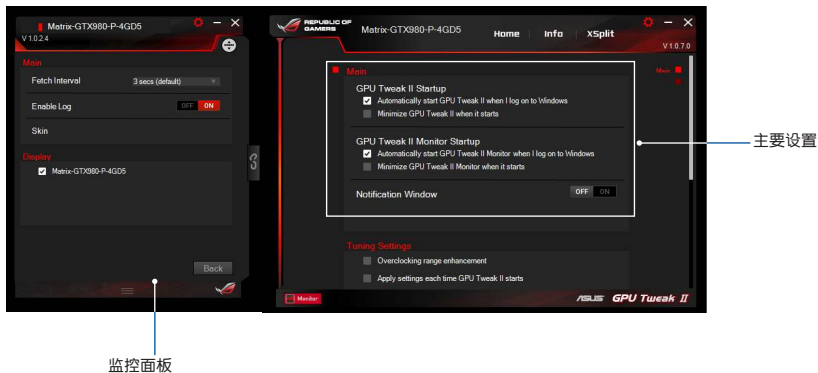 Matrix-GTX980-P-4GD5
V 1.0.2.4
Main
Fetch Interval 3 secs (default)
Enable Log OFF ON
Skin
Display
Matrix-GTX980-P-4GD5
Back
监控面板
REPUBLIC OF
GAMERS
Matrix-GTX980-P-4GD5
Home Info XSplit
V 1.0.7.0
Main
Main
GPU Tweak II Startup
Automatically start GPU Tweak II when I log on to Windows
Minimize GPU Tweak II when it starts
GPU Tweak II Monitor Startup
Automatically start GPU Tweak II Monitor when I log on to Windows
Minimize GPU Tweak II Monitor when it starts
Notification Window OFF ON
主要设置
Tuning Settings
Overclocking range enhancement
Apply settings each time GPU Tweak II starts
Monitor
ASUS GPU Tweak II